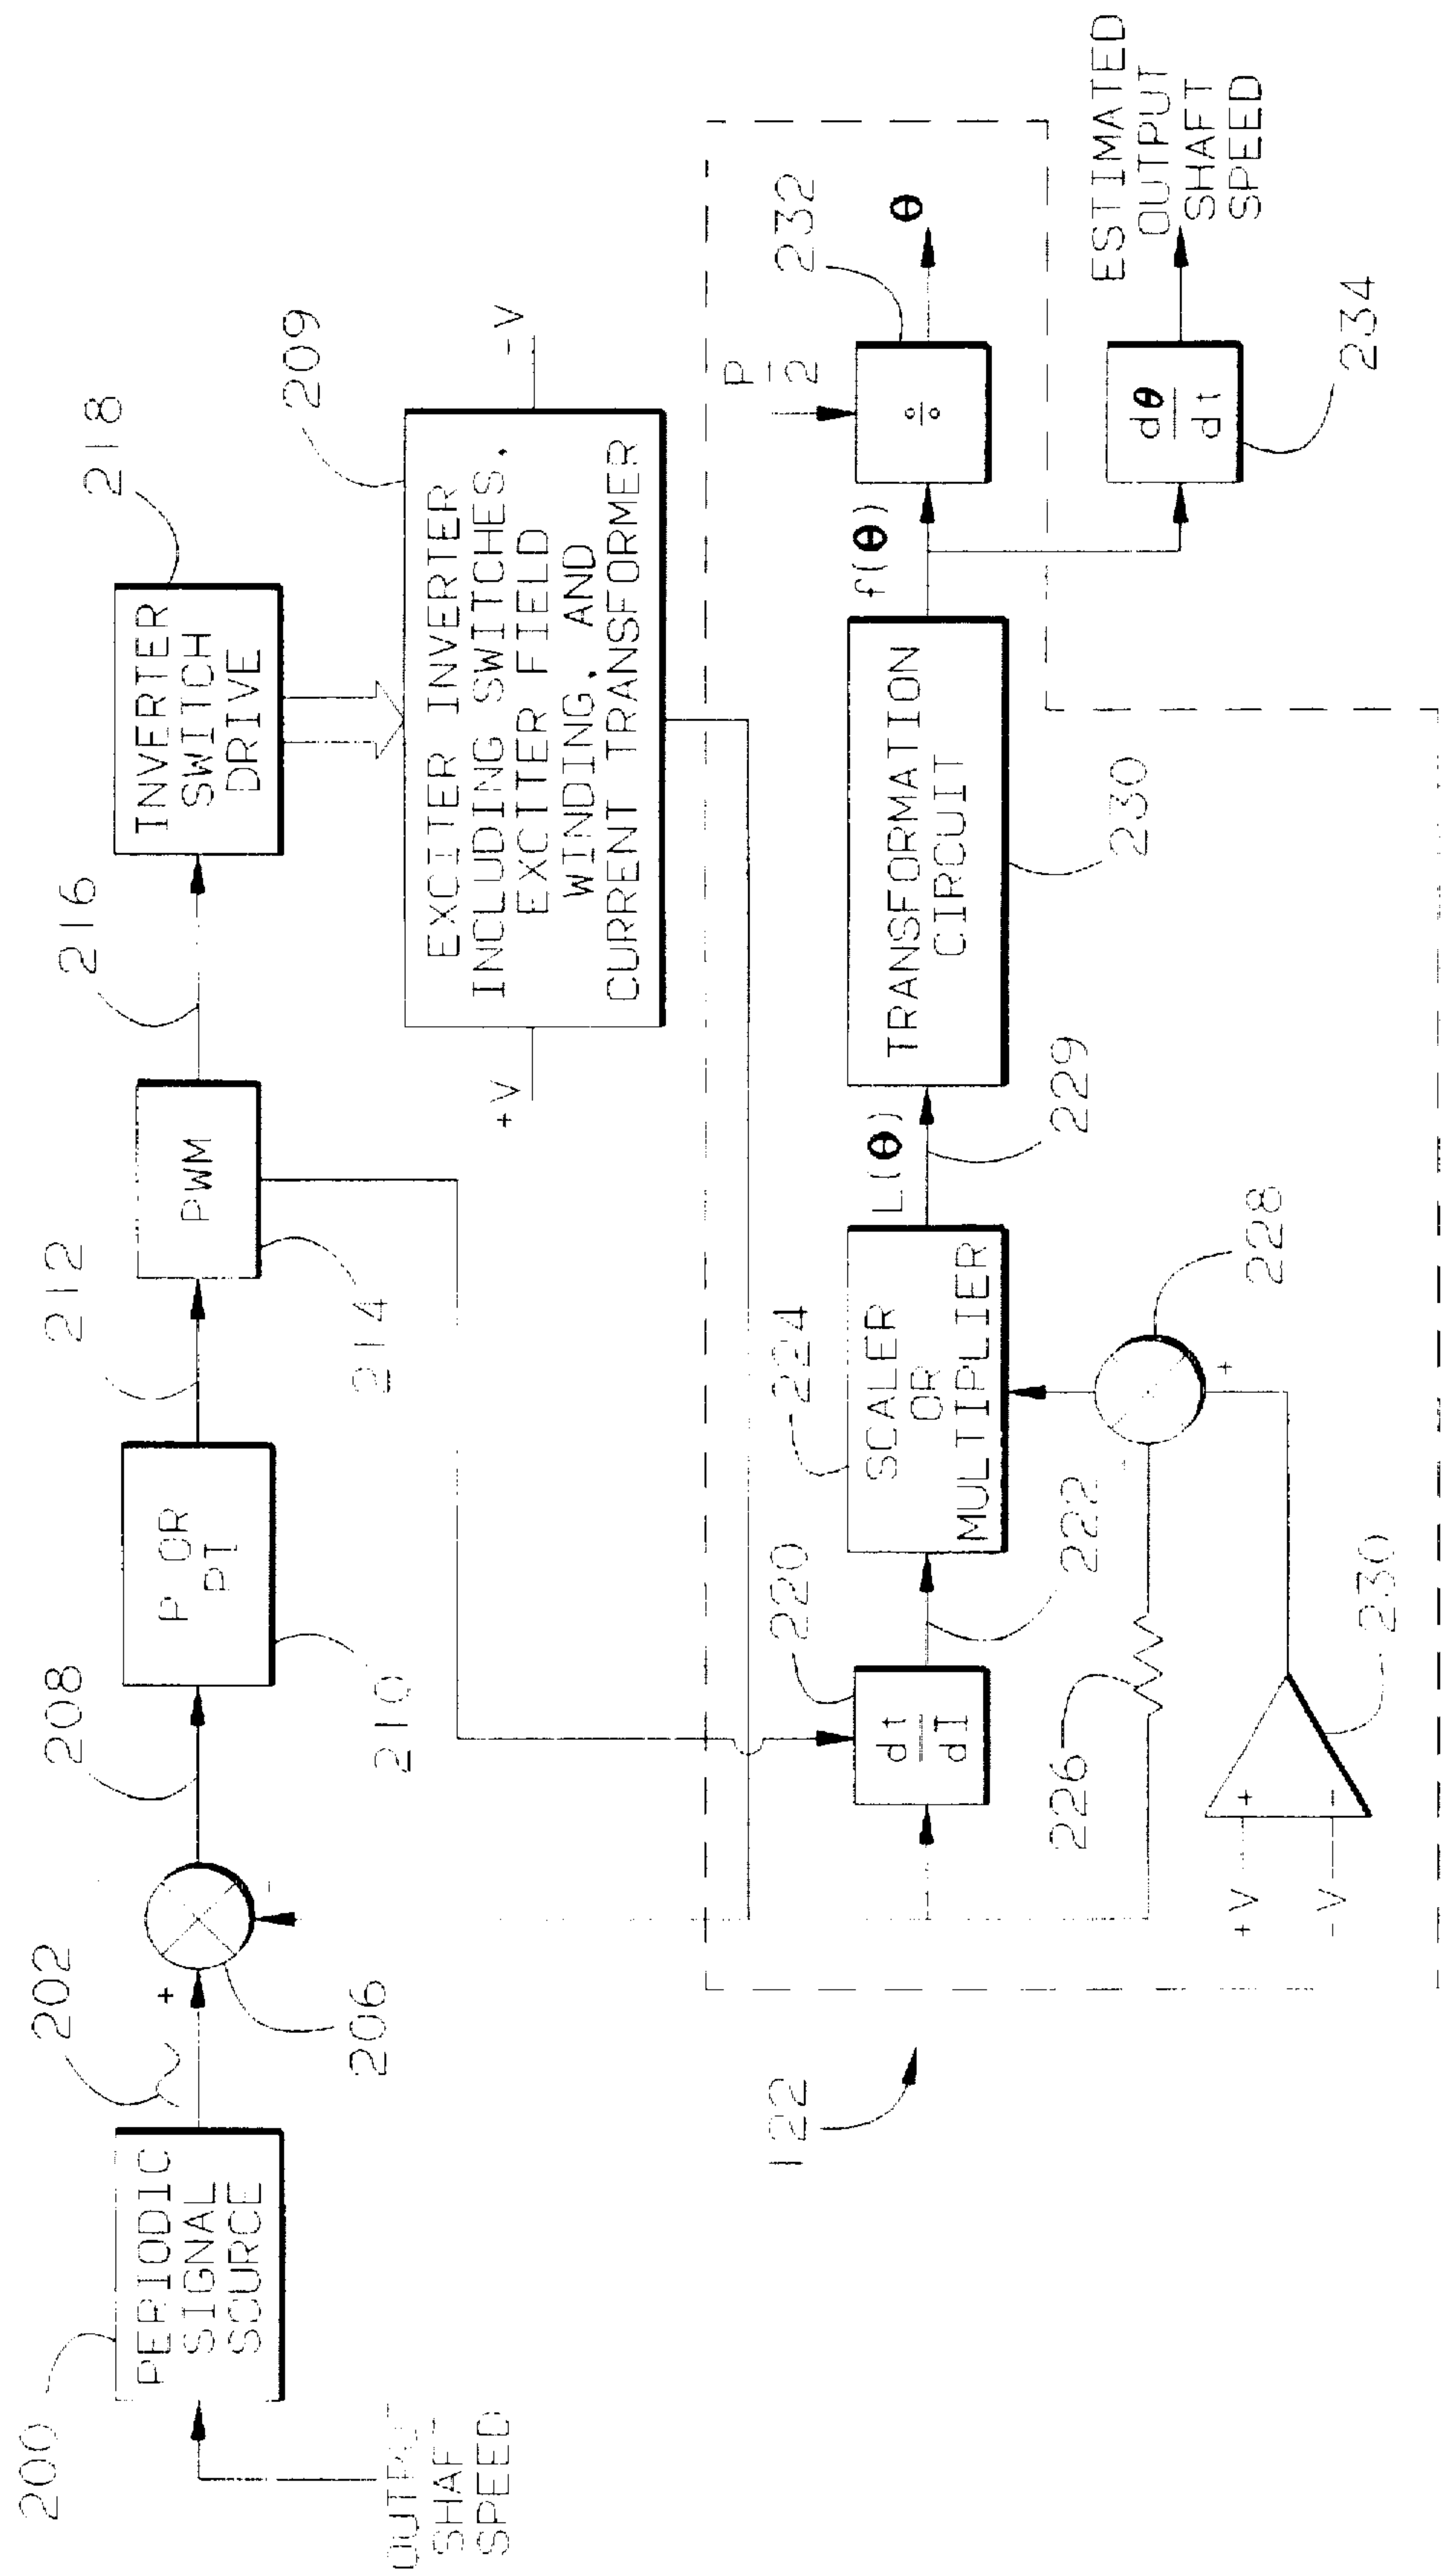 200
PERIODIC
SIGNAL
SOURCE
OUTPUT
SHAFT
SPEED
202
+
-
206
208
P OR
PI
210
212
PWM
214
216
INVERTER
SWITCH
DRIVE
218
209
EXCITER INVERTER
INCLUDING SWITCHES,
EXCITER FIELD
WINDING, AND
CURRENT TRANSFORMER
+V
-V
122
dt
dI
220
222
SCALER
OR
MULTIPLIER
224
226
228
+
+V
-V
+
-
230
L(θ)
229
TRANSFORMATION
CIRCUIT
230
f(θ)
P
2
÷
232
θ
dθ
dt
234
ESTIMATED
OUTPUT
SHAFT
SPEED